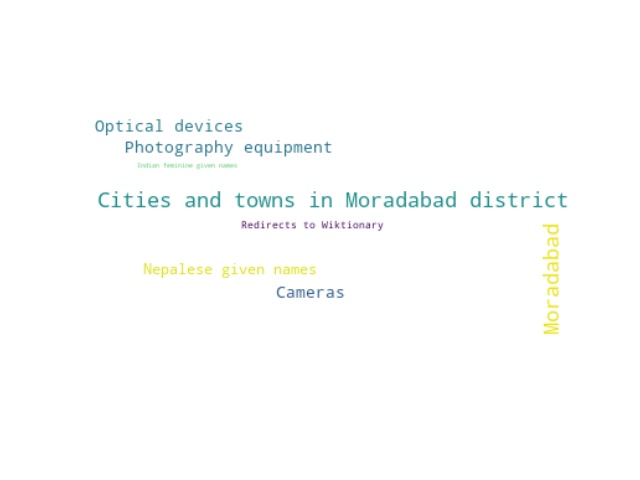 Optical devices
Photography equipment
Indian feminine given names
Cities and towns in Moradabad district
Redirects to Wiktionary
Moradabad
Nepalese given names
Cameras